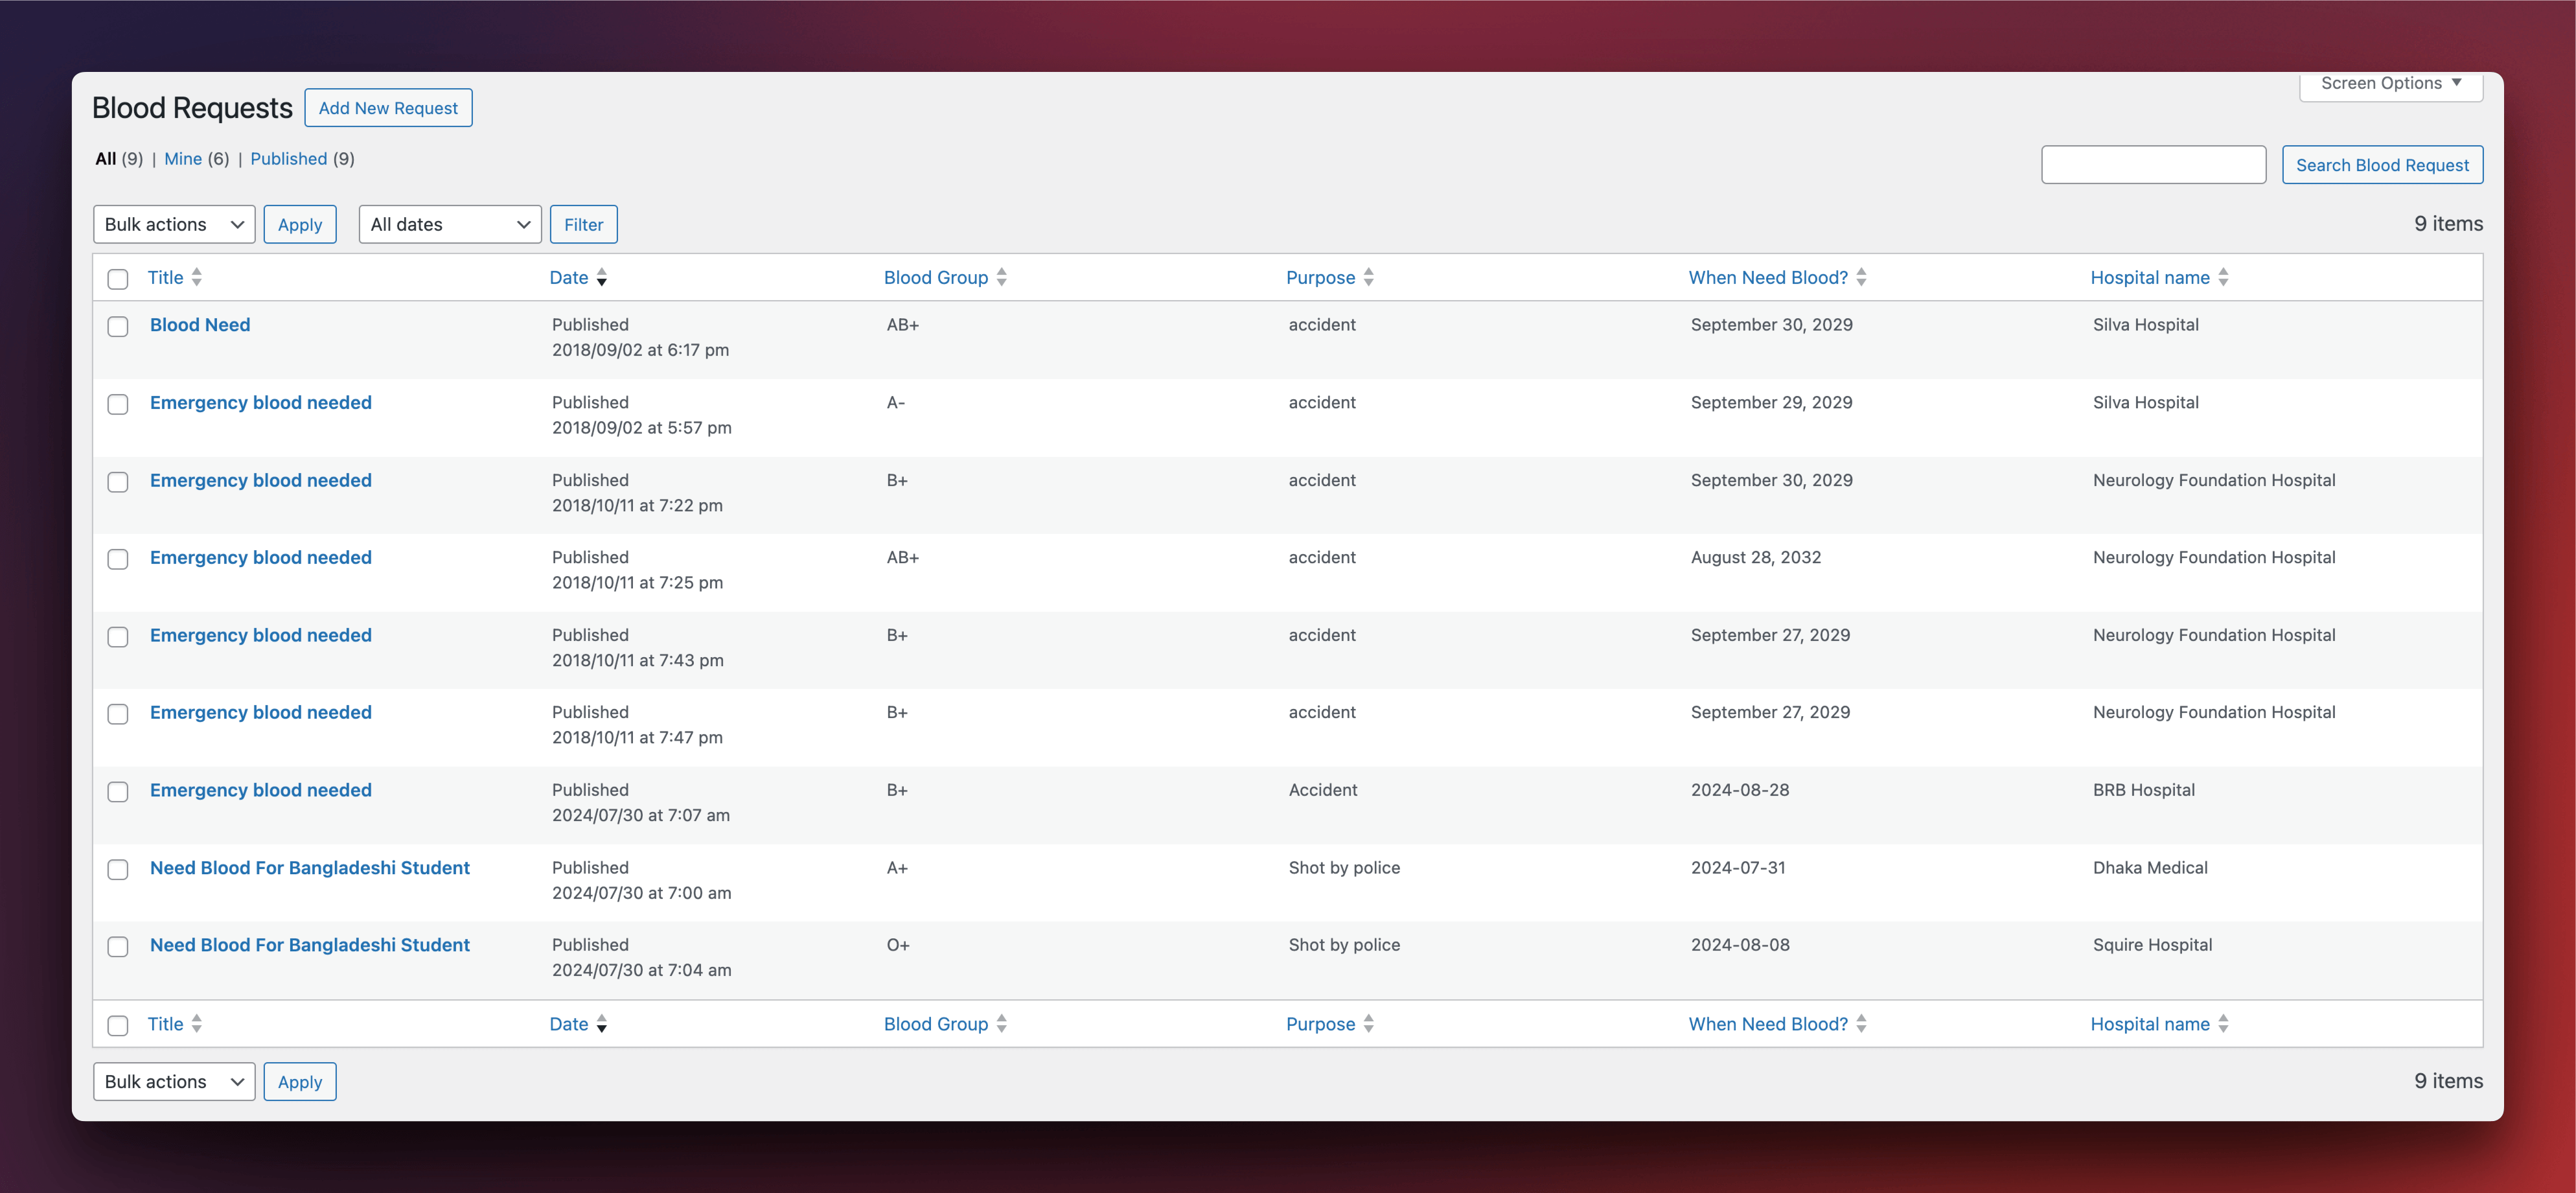 Screen Options
Blood Requests Add New Request
All (9) | Mine (6) | Published (9)
Search Blood Request
Bulk actions Apply All dates Filter 9 items
Title Date Blood Group Purpose When Need Blood? Hospital name
Blood Need Published AB+ accident September 30, 2029 Silva Hospital
2018/09/02 at 6:17 pm
Emergency blood needed Published A- accident September 29, 2029 Silva Hospital
2018/09/02 at 5:57 pm
Emergency blood needed Published B+ accident September 30, 2029 Neurology Foundation Hospital
2018/10/11 at 7:22 pm
Emergency blood needed Published AB+ accident August 28, 2032 Neurology Foundation Hospital
2018/10/11 at 7:25 pm
Emergency blood needed Published B+ accident September 27, 2029 Neurology Foundation Hospital
2018/10/11 at 7:43 pm
Emergency blood needed Published B+ accident September 27, 2029 Neurology Foundation Hospital
2018/10/11 at 7:47 pm
Emergency blood needed Published B+ Accident 2024-08-28 BRB Hospital
2024/07/30 at 7:07 am
Need Blood For Bangladeshi Student Published A+ Shot by police 2024-07-31 Dhaka Medical
2024/07/30 at 7:00 am
Need Blood For Bangladeshi Student Published O+ Shot by police 2024-08-08 Squire Hospital
2024/07/30 at 7:04 am
Title Date Blood Group Purpose When Need Blood? Hospital name
Bulk actions Apply 9 items